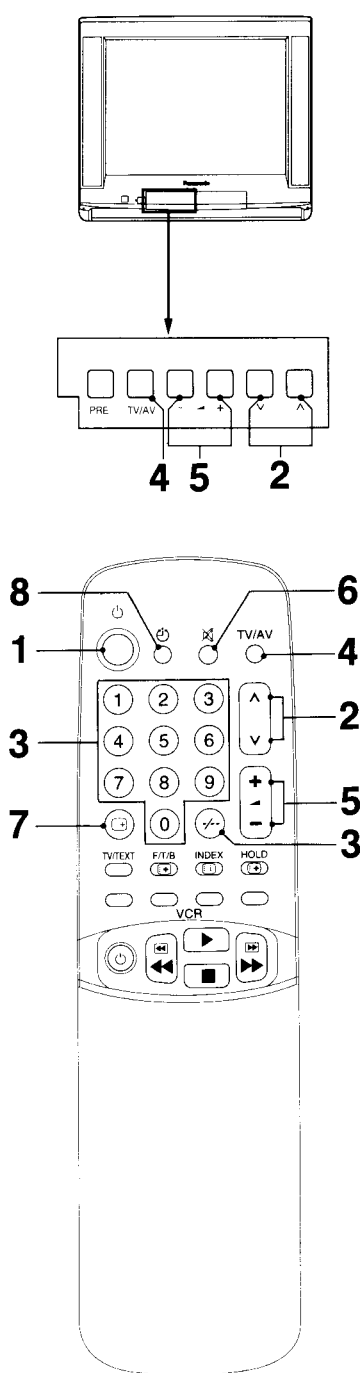 Panasonic
PRE TV/AV - + ∨ ∧
4 5 2
8 6
1 TV/AV 4
1 2 3 ∧ 2
3 4 5 6 ∨
7 8 9 + 5
7 0 -/-- - 3
TV/TEXT F/T/B INDEX HOLD
VCR